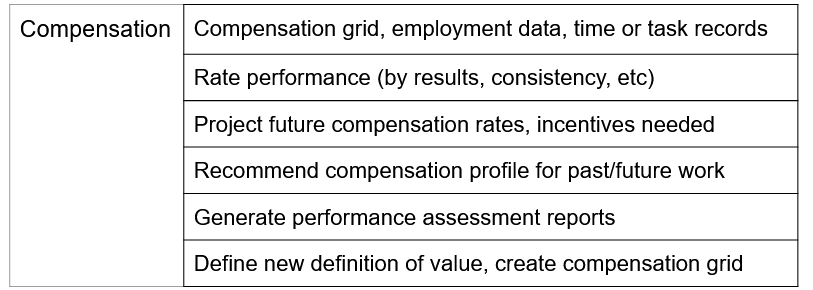 Compensation
Compensation grid, employment data, time or task records
Rate performance (by results, consistency, etc)
Project future compensation rates, incentives needed
Recommend compensation profile for past/future work
Generate performance assessment reports
Define new definition of value, create compensation grid